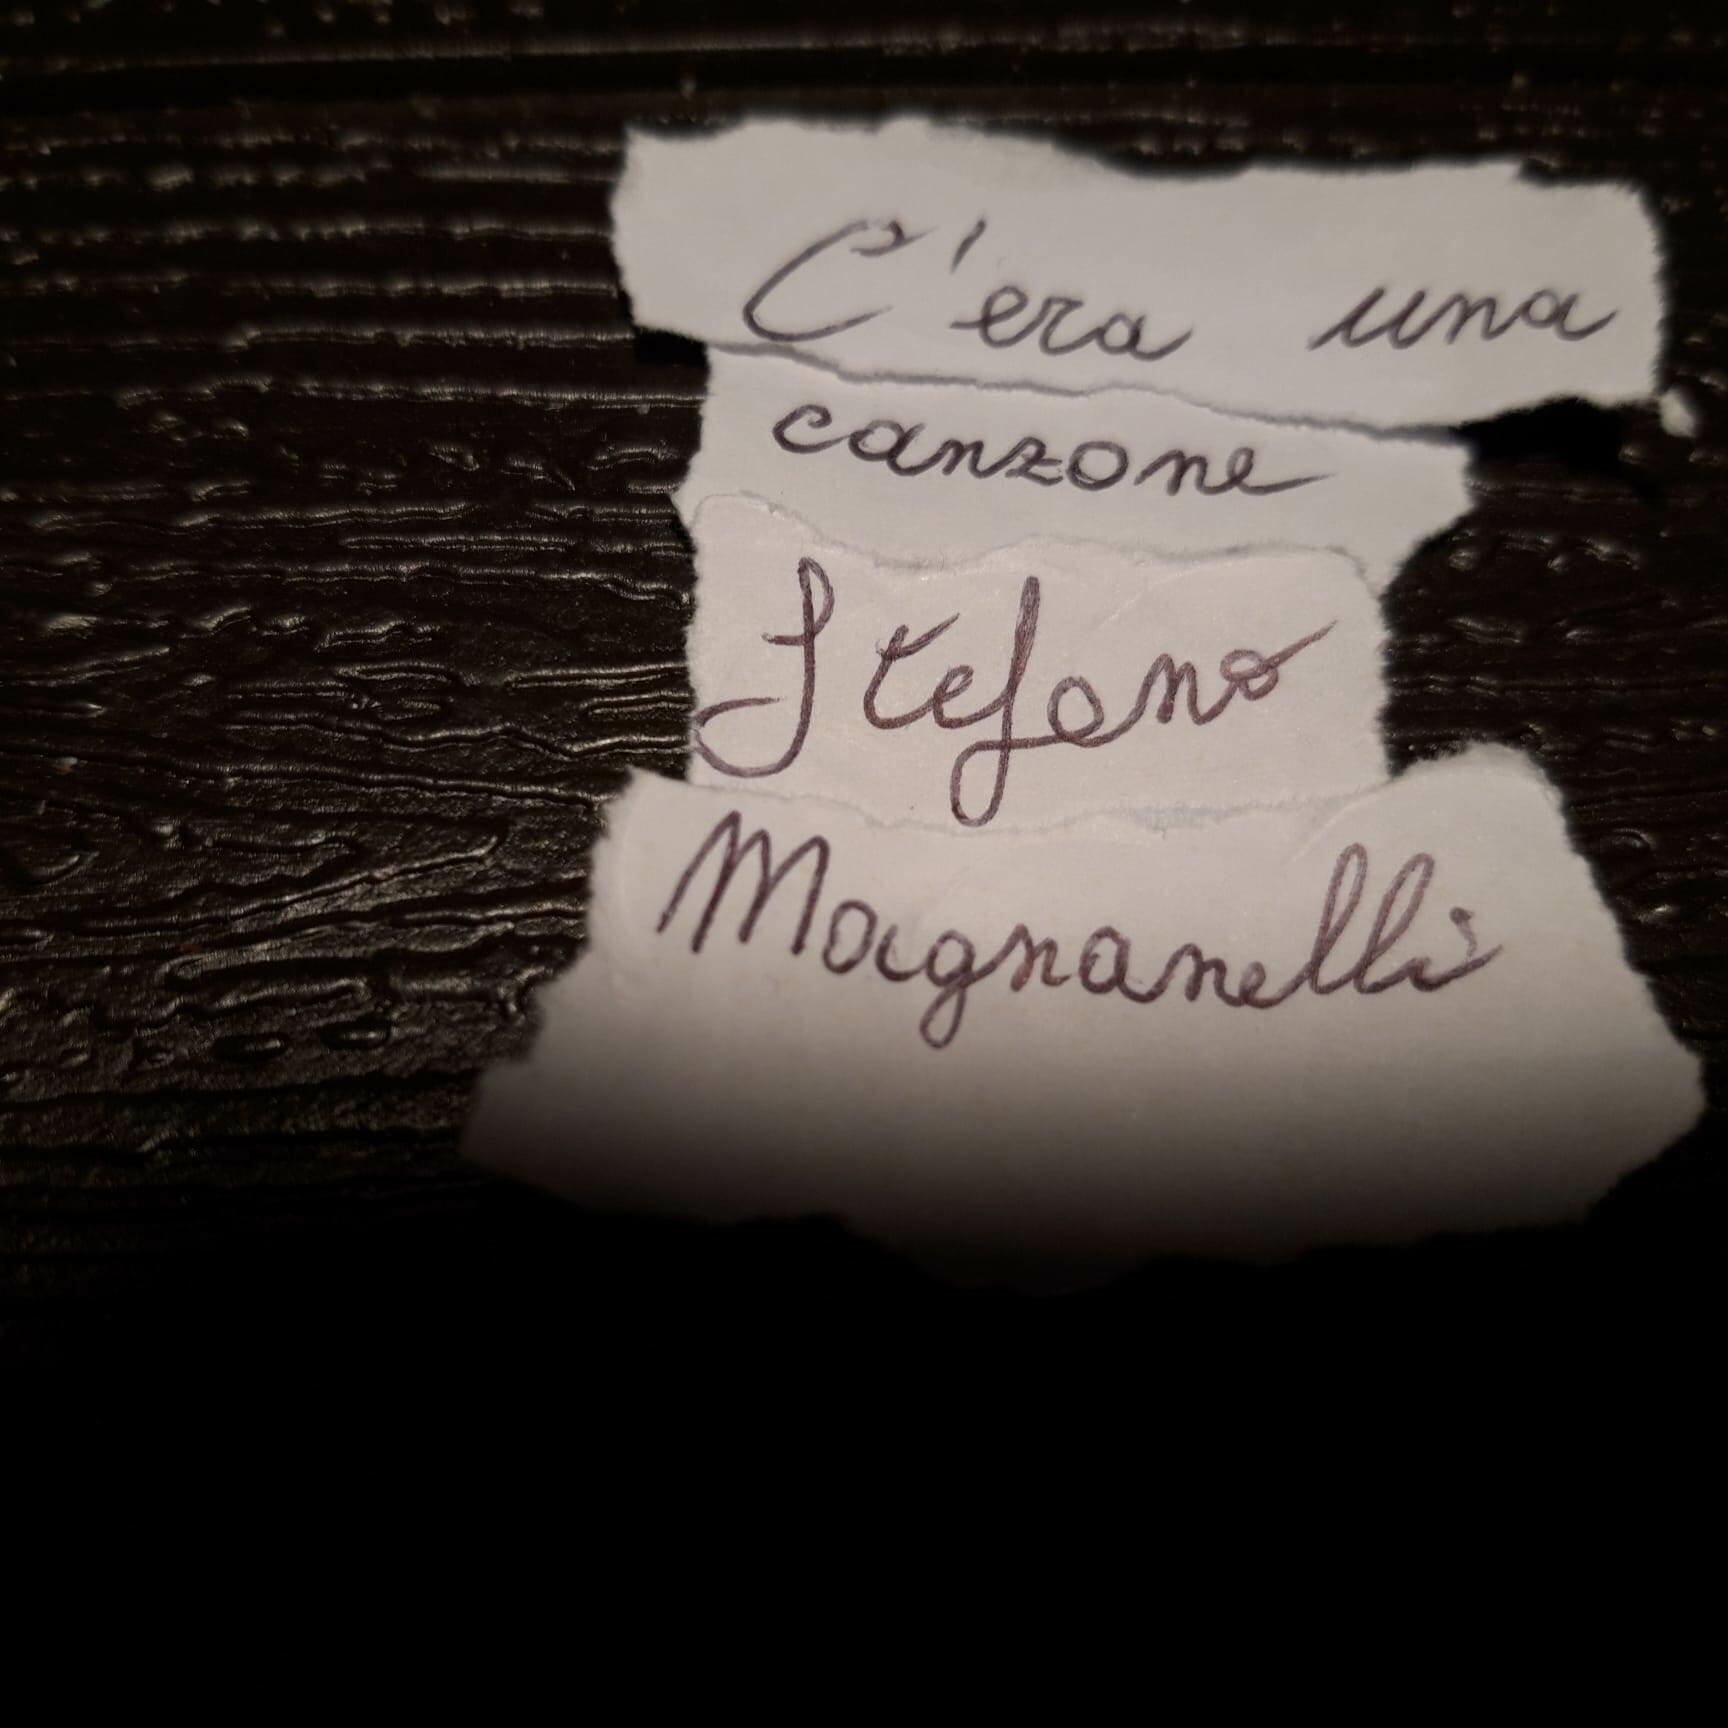 C'era una
canzone
Stefano
Magnanelli